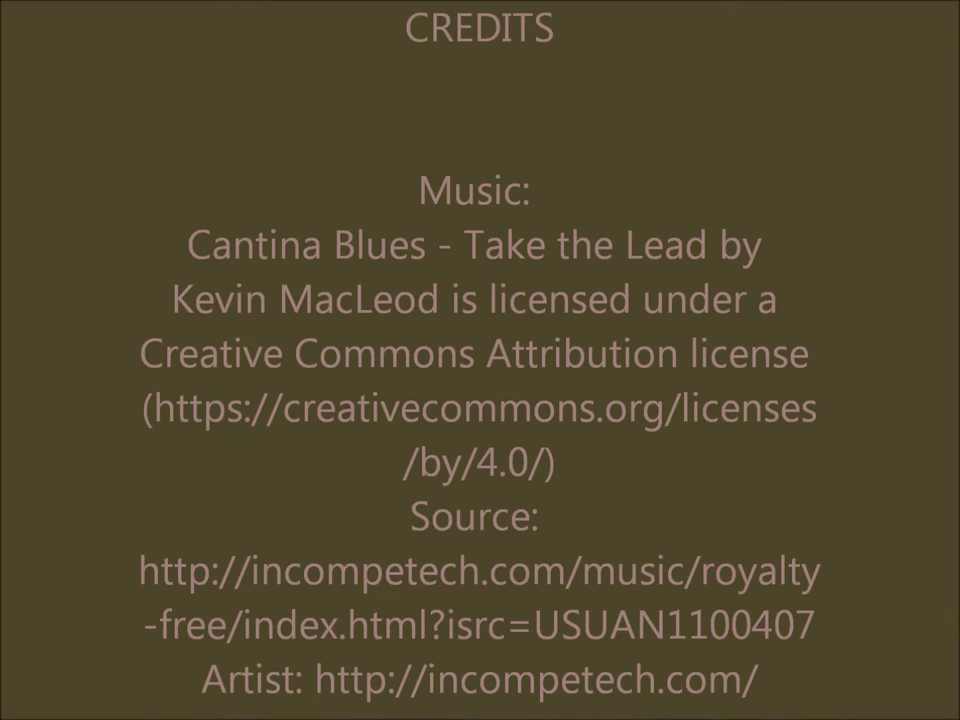 CREDITS
Music:
Cantina Blues - Take the Lead by
Kevin MacLeod is licensed under a
Creative Commons Attribution license
(https://creativecommons.org/licenses
/by/4.0/)
Source:
http://incompetech.com/music/royalty
-free/index.html?isrc=USUAN1100407
Artist: http://incompetech.com/